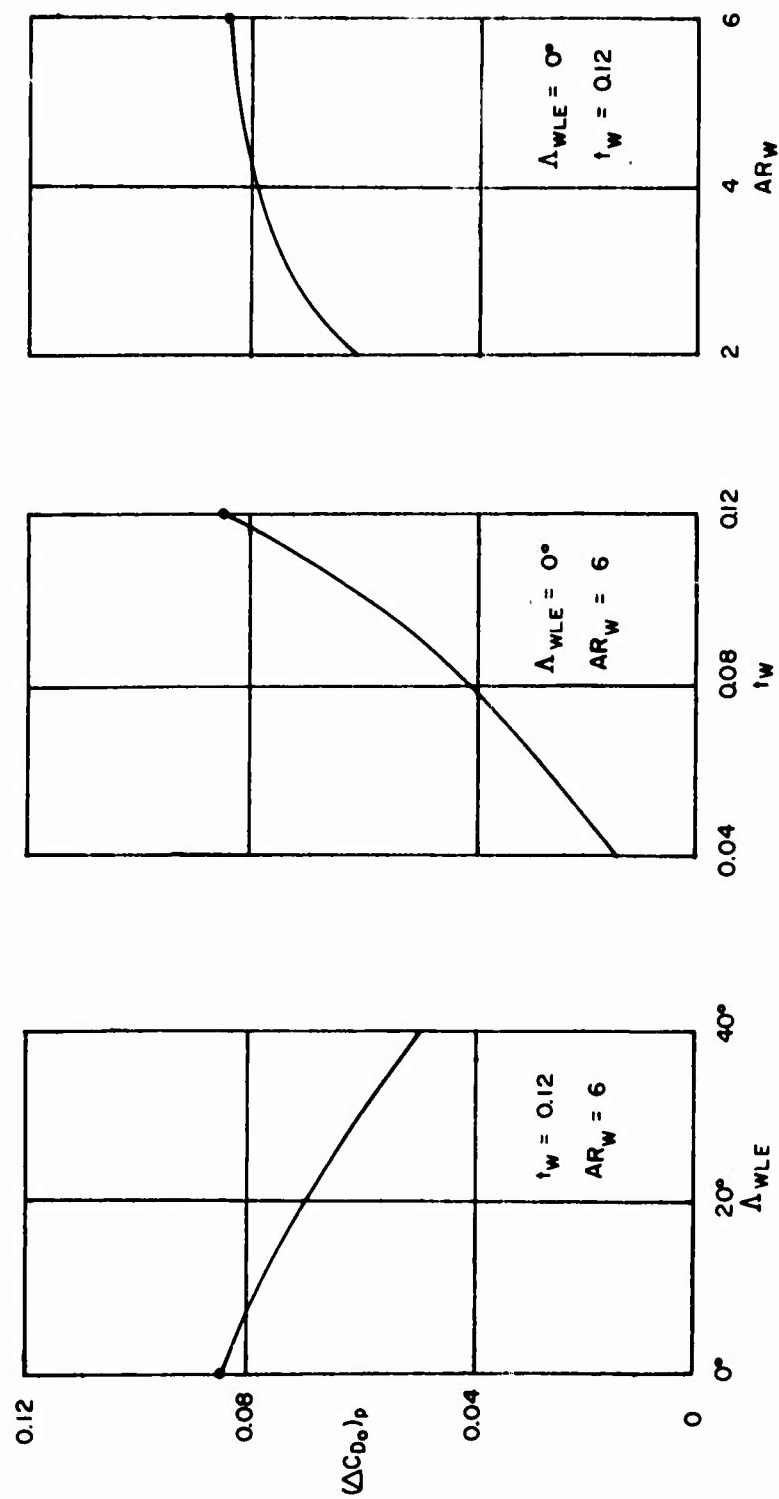 0.12
0.08
(ΔC_D₀)_p
0.04
0
0° 20° 40°
Λ_WLE
t_W = 0.12
AR_W = 6
0.04 0.08 0.12
t_W
Λ_WLE = 0°
AR_W = 6
2 4 6
AR_W
Λ_WLE = 0°
t_W = 0.12